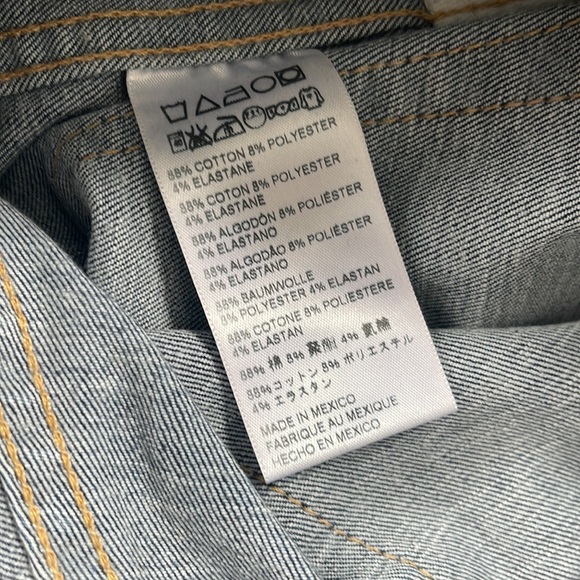 88% COTTON 8% POLYESTER
4% ELASTANE
88% COTON 8% POLYESTER
4% ELASTANE
88% ALGODÓN 8% POLIÉSTER
4% ELASTANO
88% ALGODÃO 8% POLIÉSTER
4% ELASTANO
88% BAUMWOLLE
8% POLYESTER 4% ELASTAN
88% COTONE 8% POLIESTERE
4% ELASTAN
88% 棉 8% 聚酯 4% 氨綸
88% コットン 8% ポリエステル
4% エラスタン
MADE IN MEXICO
FABRIQUE AU MEXIQUE
HECHO EN MEXICO